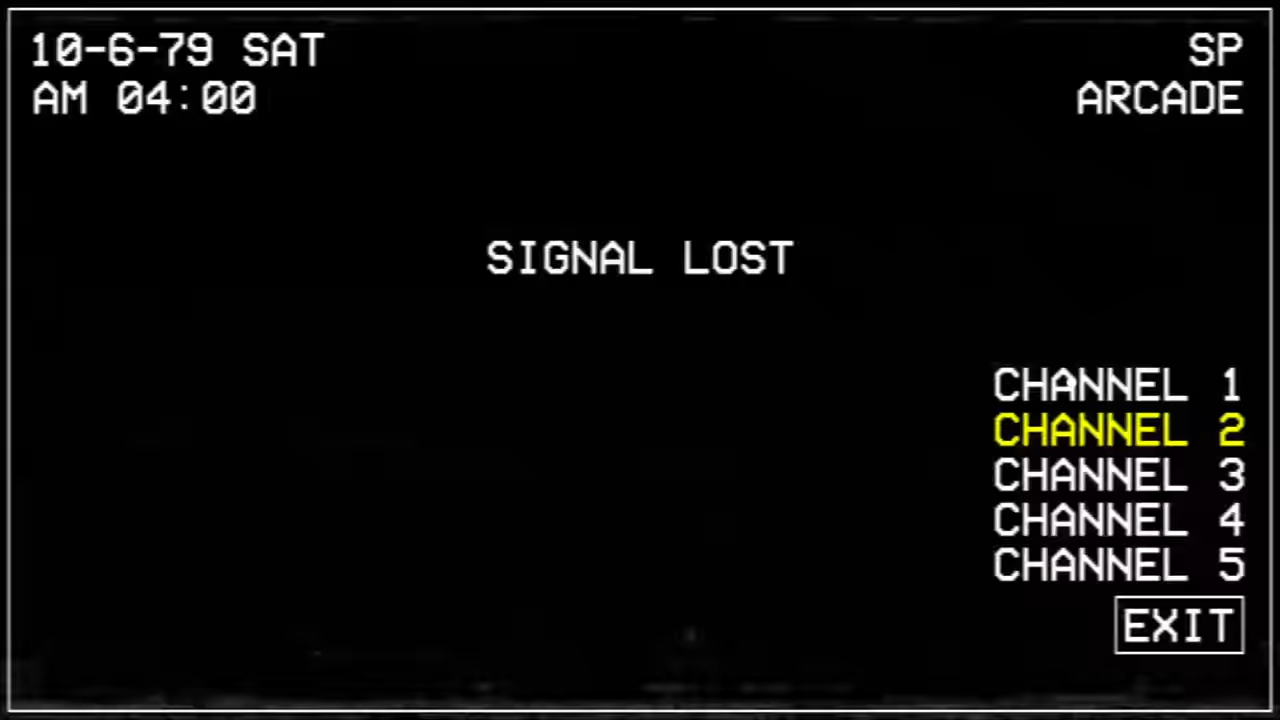 10-6-79 SAT
SP
AM 04:00
ARCADE
SIGNAL LOST
CHANNEL 1
CHANNEL 2
CHANNEL 3
CHANNEL 4
CHANNEL 5
EXIT